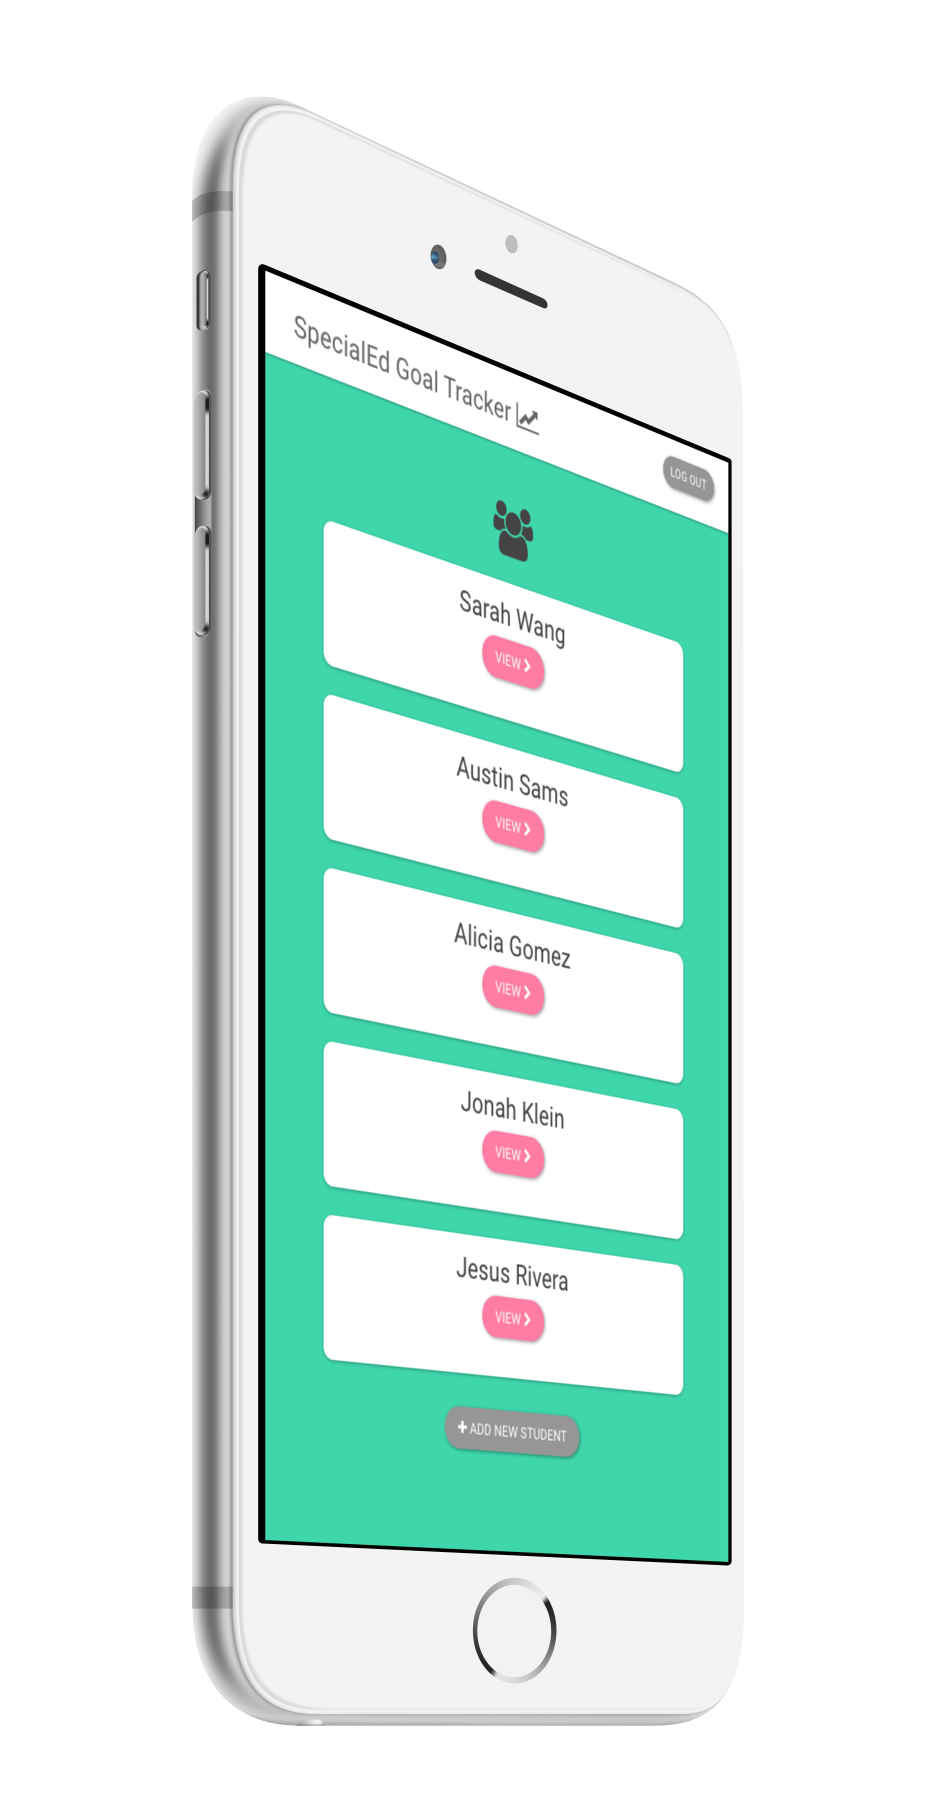 SpecialEd Goal Tracker
LOG OUT
Sarah Wang
VIEW
Austin Sams
VIEW
Alicia Gomez
VIEW
Jonah Klein
VIEW
Jesus Rivera
VIEW
ADD NEW STUDENT